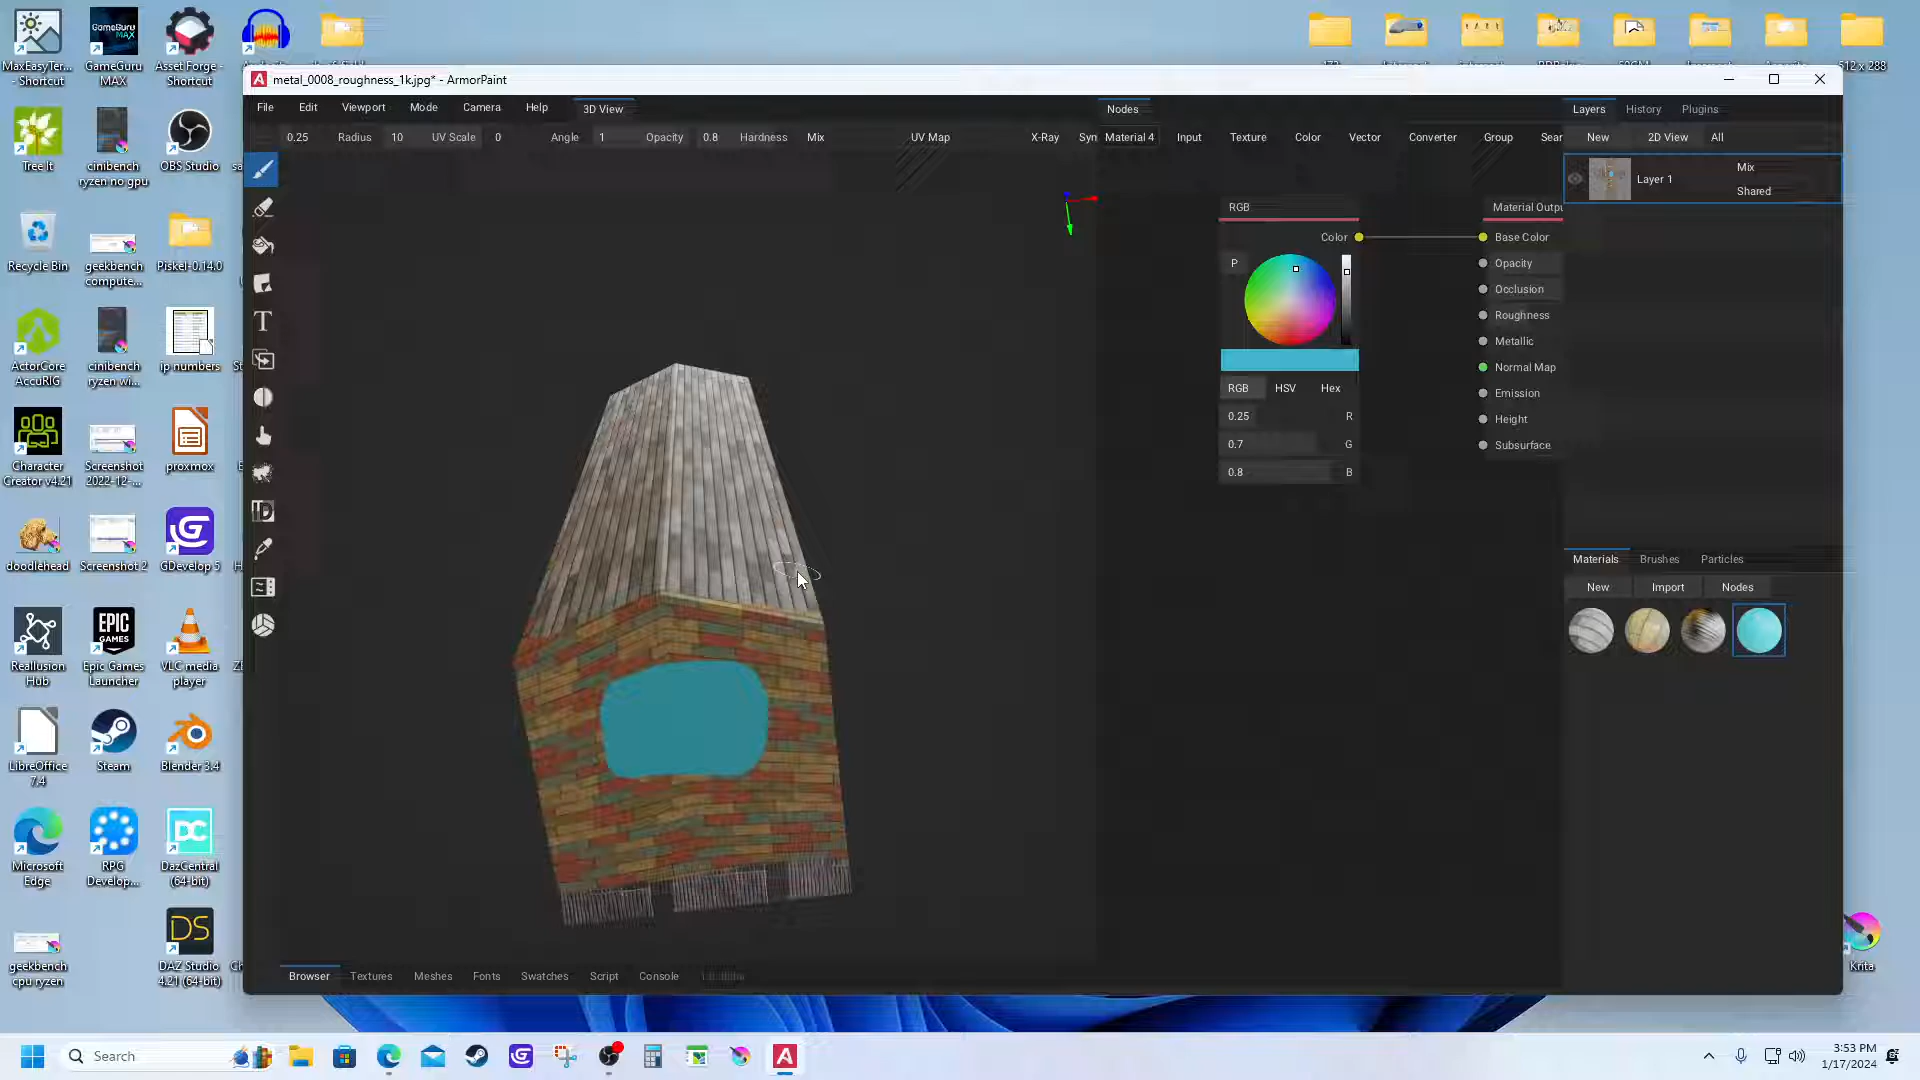 MaxEasyTer...
- Shortcut
GameGuru
MAX
Asset Forge -
Shortcut
512 x 288
metal_0008_roughness_1k.jpg* - ArmorPaint
File Edit Viewport Mode Camera Help 3D View
Nodes
Layers History Plugins
0.25 Radius 10 UV Scale 0 Angle 1 Opacity 0.8 Hardness Mix UV Map X-Ray Syn
Material 4 Input Texture Color Vector Converter Group Sear
New 2D View All
Layer 1
Mix
Shared
RGB
Color
P
RGB HSV Hex
0.25 R
0.7 G
0.8 B
Material Outpu
Base Color
Opacity
Occlusion
Roughness
Metallic
Normal Map
Emission
Height
Subsurface
Materials Brushes Particles
New Import Nodes
Browser Textures Meshes Fonts Swatches Script Console
Tree It
cinibench
ryzen no gpu
OBS Studio
Recycle Bin
geekbench
compute...
Piskel-0.14.0
ActorCore
AccuRIG
cinibench
ryzen wi...
ip numbers
Character
Creator v4.21
Screenshot
2022-12-...
proxmox
doodlehead
Screenshot 2
GDevelop 5
Reallusion
Hub
EPIC
GAMES
Epic Games
Launcher
VLC media
player
LibreOffice
7.4
Steam
Blender 3.4
Microsoft
Edge
RPG
Develop...
DazCentral
(64-bit)
geekbench
cpu ryzen
DAZ Studio
4.21 (64-bit)
Krita
Search
3:53 PM
1/17/2024